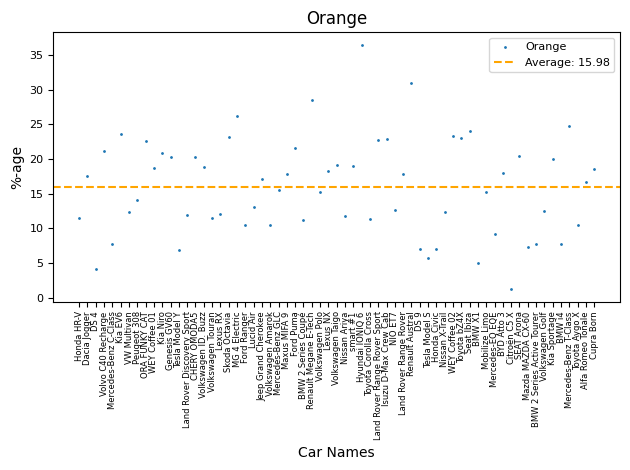 Orange
Orange
Average: 15.98
%-age
35
30
25
20
15
10
5
0
Honda HR-V
Dacia Jogger
DS 4
Volvo C40 Recharge
Mercedes-Benz C-Class
Kia EV6
VW Multivan
Peugeot 308
ORA FUNKY CAT
WEY Coffee 01
Kia Niro
Genesis GV60
Tesla Model Y
Land Rover Discovery Sport
CHERY OMODA5
Volkswagen ID. Buzz
Volkswagen Touran
Lexus RX
Skoda Octavia
MG 4 Electric
Ford Ranger
Lucid Air
Jeep Grand Cherokee
Volkswagen Amarok
Mercedes-Benz GLC
Maxus MIFA 9
Ford Puma
BMW 2 Series Coupe
Renault Megane E-Tech
Volkswagen Polo
Lexus NX
Volkswagen Taigo
Nissan Ariya
smart #1
Hyundai IONIQ 6
Toyota Corolla Cross
Land Rover Range Rover Sport
Isuzu D-Max Crew Cab
NIO ET7
Land Rover Range Rover
Renault Austral
DS 9
Tesla Model S
Honda Civic
Nissan X-Trail
WEY Coffee 02
Toyota bZ4X
Seat Ibiza
BMW X1
Mobilize Limo
Mercedes-EQ EQE
BYD Atto 3
Citroen C5 X
SEAT Arona
Mazda MAZDA CX-60
BMW 2 Series Active Tourer
Volkswagen Golf
Kia Sportage
BMW i4
Mercedes-Benz T-Class
Toyota Aygo X
Alfa Romeo Tonale
Cupra Born
Car Names